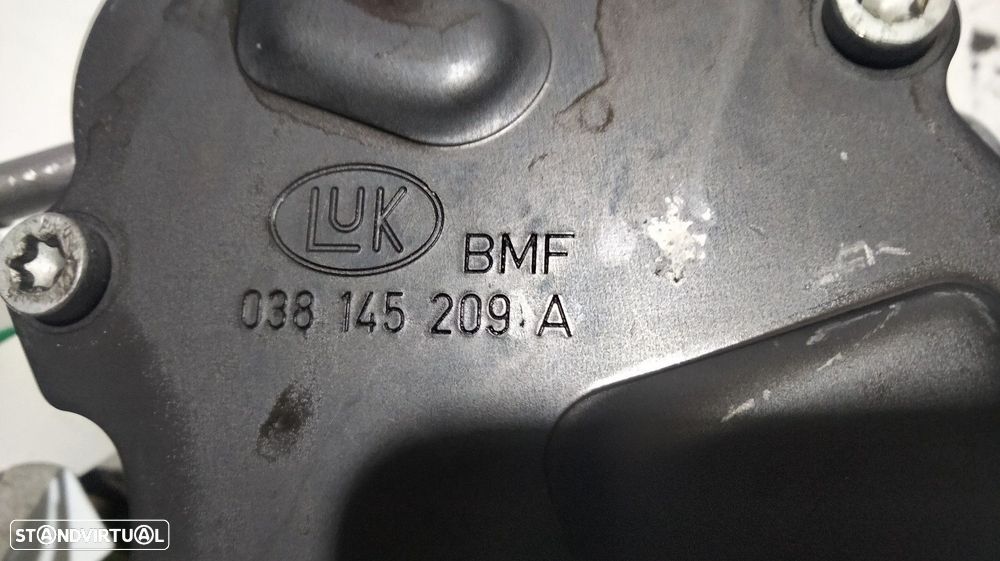 LUK
BMF
038 145 209 A
STANDVIRTUAL